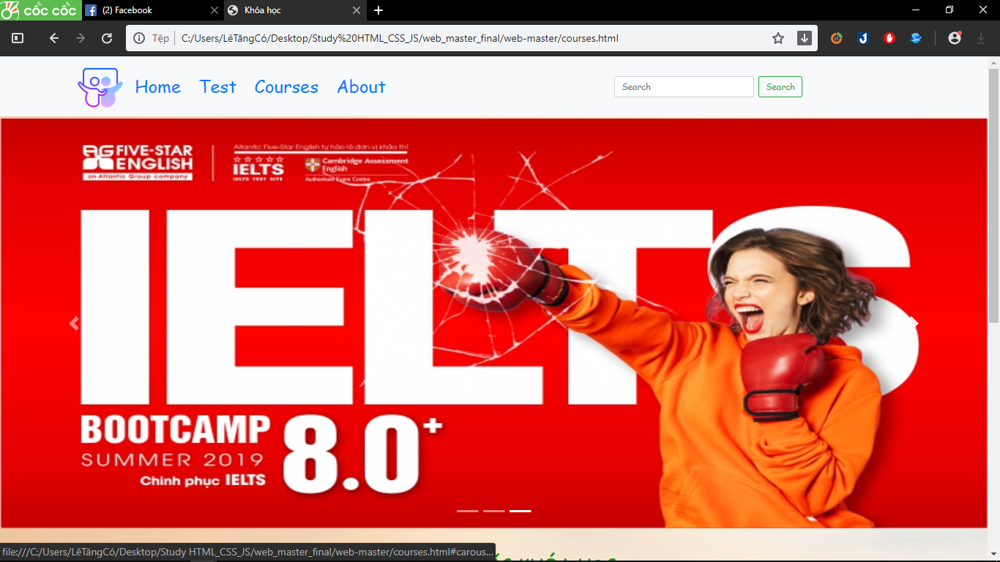 cốc cốc
(2) Facebook
Khóa học
Tệp
C:/Users/LêTăngCó/Desktop/Study%20HTML_CSS_JS/web_master_final/web-master/courses.html
Home Test Courses About
Search
Search
FIVE-STAR
ENGLISH
an Atlantic Group company
Atlantic Five-Star English tự hào là đơn vị khảo thí
IELTS
IELTS TEST SITE
Cambridge Assessment
English
Authorised Exam Centre
IELTS
BOOTCAMP
SUMMER 2019
Chinh phục IELTS
8.0+
KHÓA HỌC
file:///C:/Users/LêTăngCó/Desktop/Study HTML_CSS_JS/web_master_final/web-master/courses.html#carous...